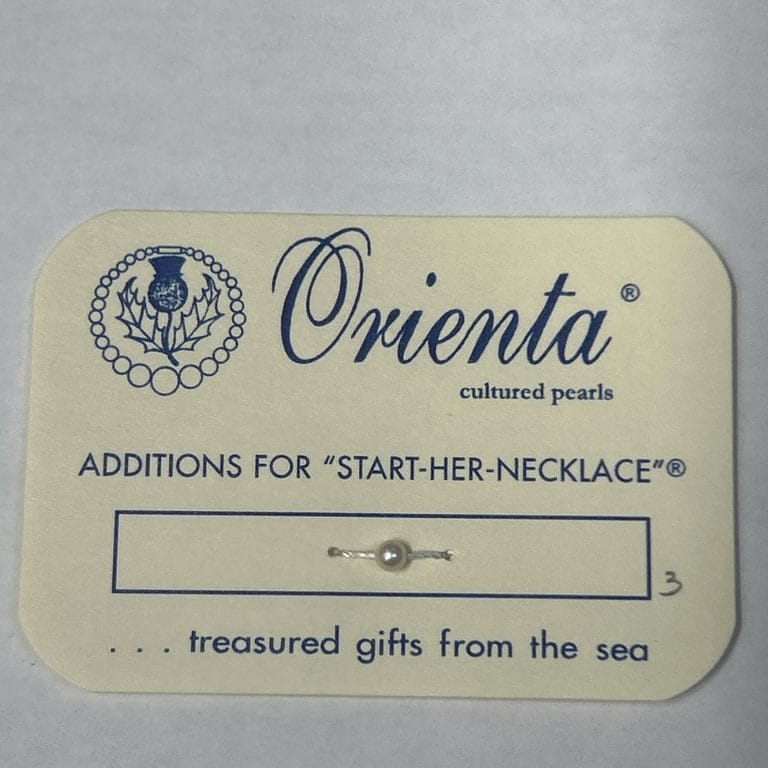 Orienta®
cultured pearls
ADDITIONS FOR “START-HER-NECKLACE”®
3
. . . treasured gifts from the sea